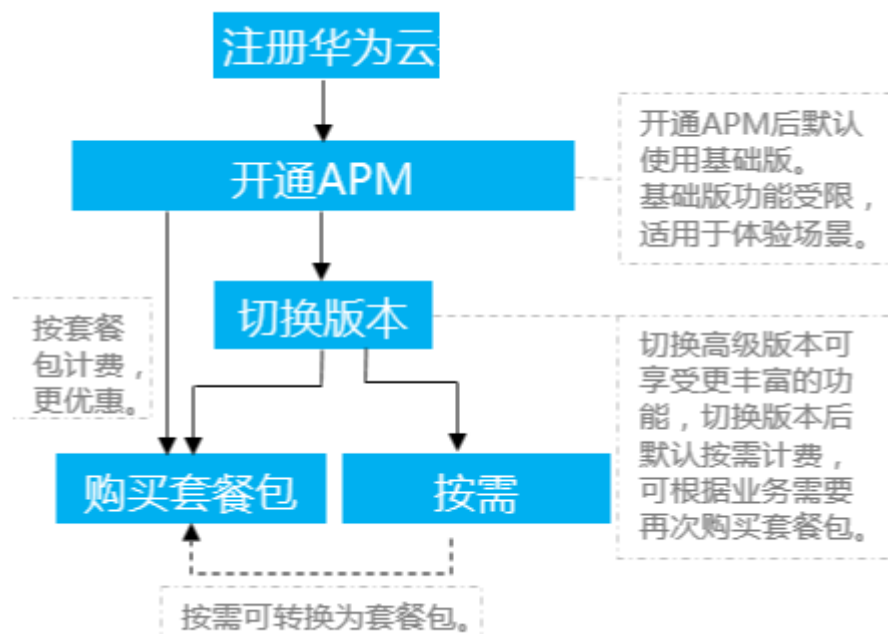 注册华为云
开通APM
开通APM后默认
使用基础版。
基础版功能受限，
适用于体验场景。
切换版本
按套餐
包计费，
更优惠。
切换高级版本可
享受更丰富的功
能，切换版本后
默认按需计费，
可根据业务需要
再次购买套餐包。
购买套餐包
按需
按需可转换为套餐包。